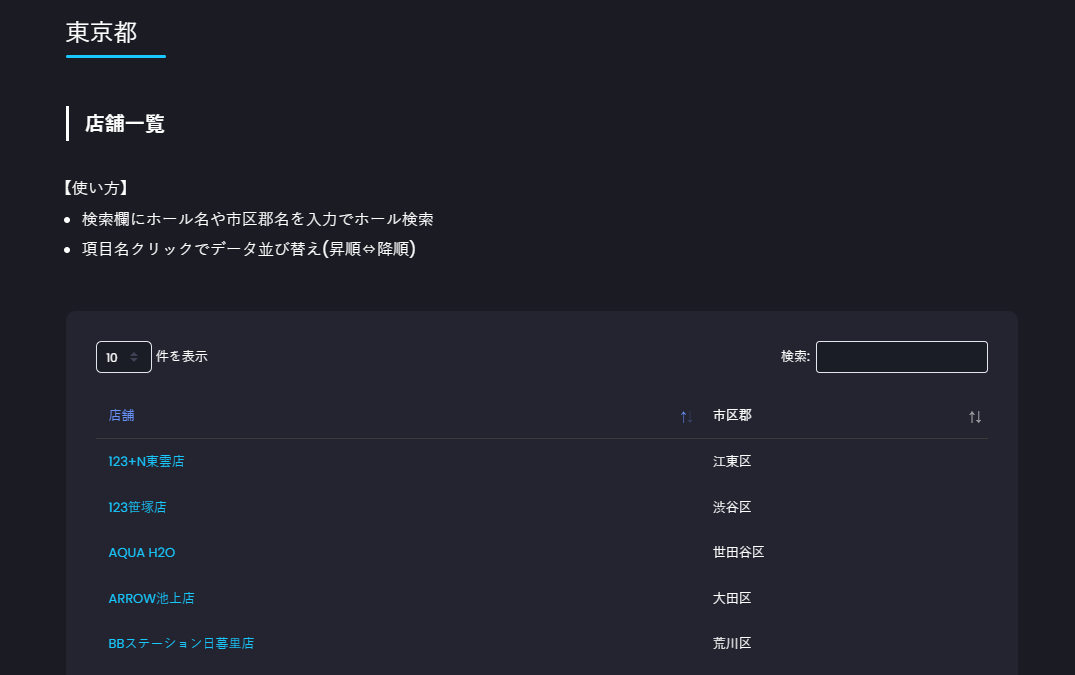 東京都
店舗一覧
【使い方】
• 検索欄にホール名や市区郡名を入力でホール検索
• 項目名クリックでデータ並び替え(昇順⇔降順)
10 件を表示 検索:
店舗 ↑↓ 市区郡 ↑↓
123+N東雲店 江東区
123笹塚店 渋谷区
AQUA H2O 世田谷区
ARROW池上店 大田区
BBステーション日暮里店 荒川区